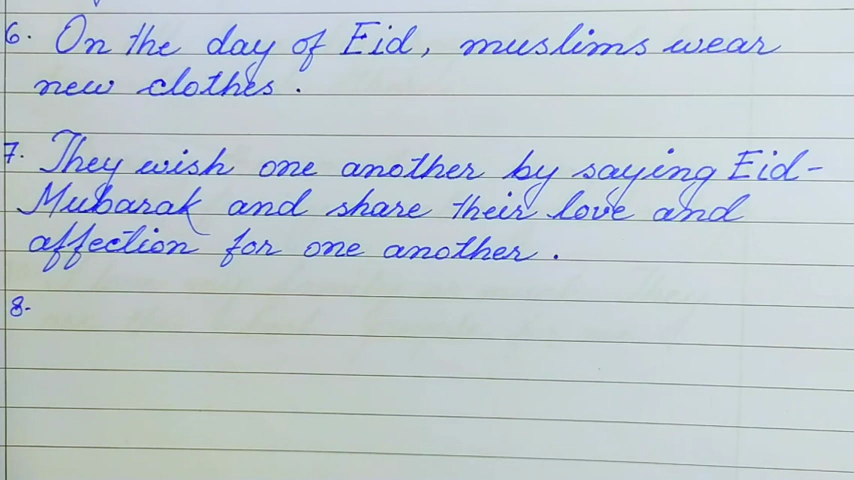 6. On the day of Eid, muslims wear
new clothes.
7. They wish one another by saying Eid-
Mubarak and share their love and
affection for one another.
8.